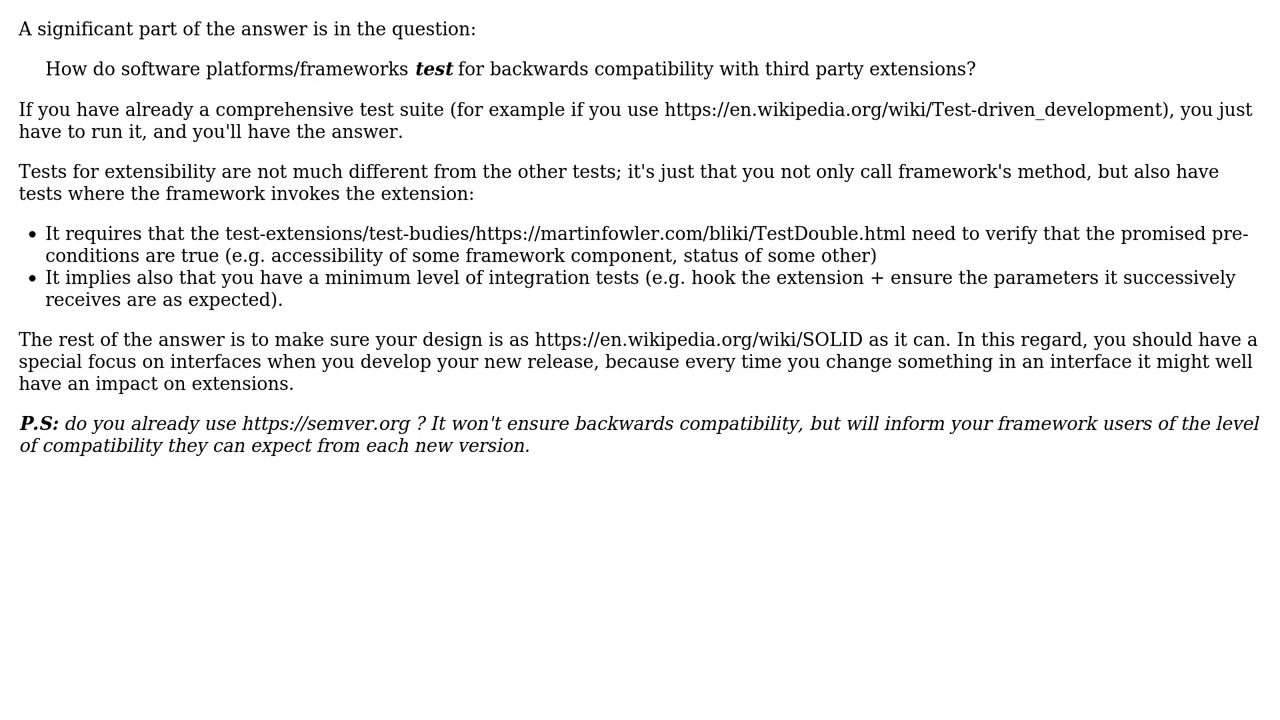 A significant part of the answer is in the question:
How do software platforms/frameworks test for backwards compatibility with third party extensions?
If you have already a comprehensive test suite (for example if you use https://en.wikipedia.org/wiki/Test-driven_development), you just
have to run it, and you'll have the answer.
Tests for extensibility are not much different from the other tests; it's just that you not only call framework's method, but also have
tests where the framework invokes the extension:
• It requires that the test-extensions/test-budies/https://martinfowler.com/bliki/TestDouble.html need to verify that the promised pre-
conditions are true (e.g. accessibility of some framework component, status of some other)
• It implies also that you have a minimum level of integration tests (e.g. hook the extension + ensure the parameters it successively
receives are as expected).
The rest of the answer is to make sure your design is as https://en.wikipedia.org/wiki/SOLID as it can. In this regard, you should have a
special focus on interfaces when you develop your new release, because every time you change something in an interface it might well
have an impact on extensions.
P.S: do you already use https://semver.org ? It won't ensure backwards compatibility, but will inform your framework users of the level
of compatibility they can expect from each new version.